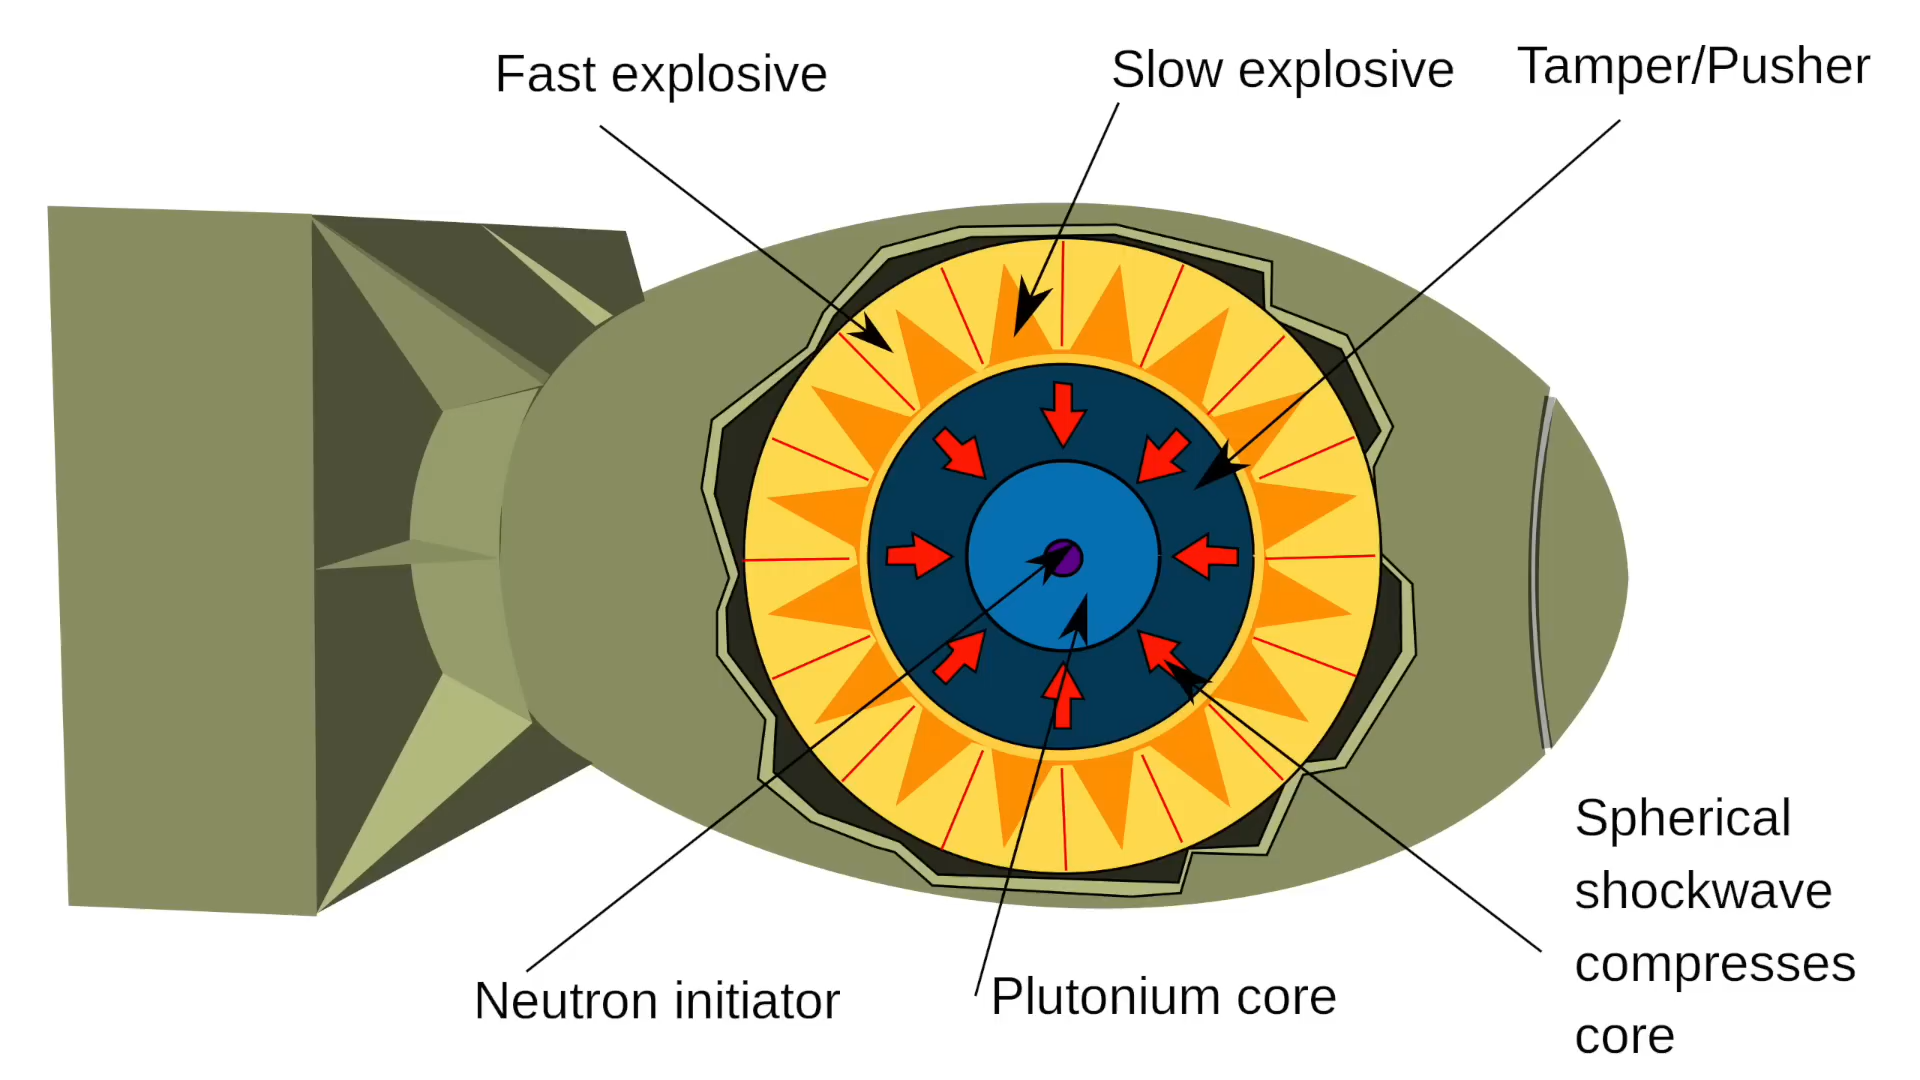 Fast explosive
Slow explosive
Tamper/Pusher
Neutron initiator
Plutonium core
Spherical
shockwave
compresses
core